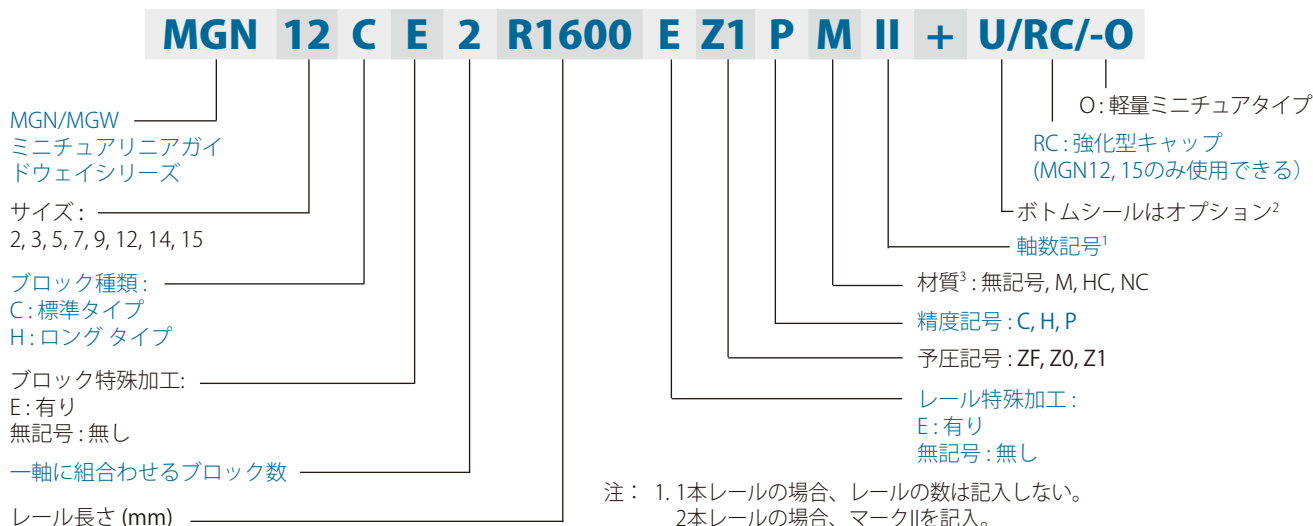 MGN 12 C E 2 R1600 E Z1 P M II + U/RC/-O
MGN/MGW
ミニチュアリニアガイ
ドウェイシリーズ
サイズ :
2, 3, 5, 7, 9, 12, 14, 15
ブロック種類 :
C : 標準タイプ
H : ロング タイプ
ブロック特殊加工:
E : 有り
無記号 : 無し
一軸に組合わせるブロック数
レール長さ (mm)
O : 軽量ミニチュアタイプ
RC : 強化型キャップ
(MGN12, 15のみ使用できる）
ボトムシールはオプション2
軸数記号1
材質3 : 無記号, M, HC, NC
精度記号 : C, H, P
予圧記号 : ZF, Z0, Z1
レール特殊加工 :
E : 有り
無記号 : 無し
注： 1. 1本レールの場合、レールの数は記入しない。
2本レールの場合、マークIIを記入。